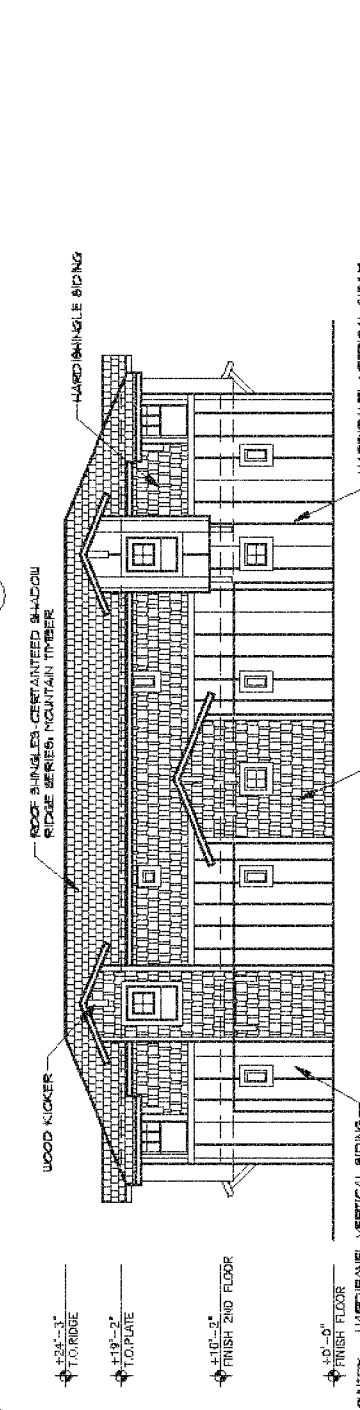 ROOF SHINGLES-CERTAINTEED SHADOW
RIDGE SERIES, MOUNTAIN TIMBER
HARDISHINGLE SIDING
WOOD KICKER
+24'-3"
T.O.RIDGE
+19'-2"
T.O.PLATE
+10'-2"
FINISH 2ND FLOOR
+0'-0"
FINISH FLOOR
HARDIPANEL VERTICAL SIDING